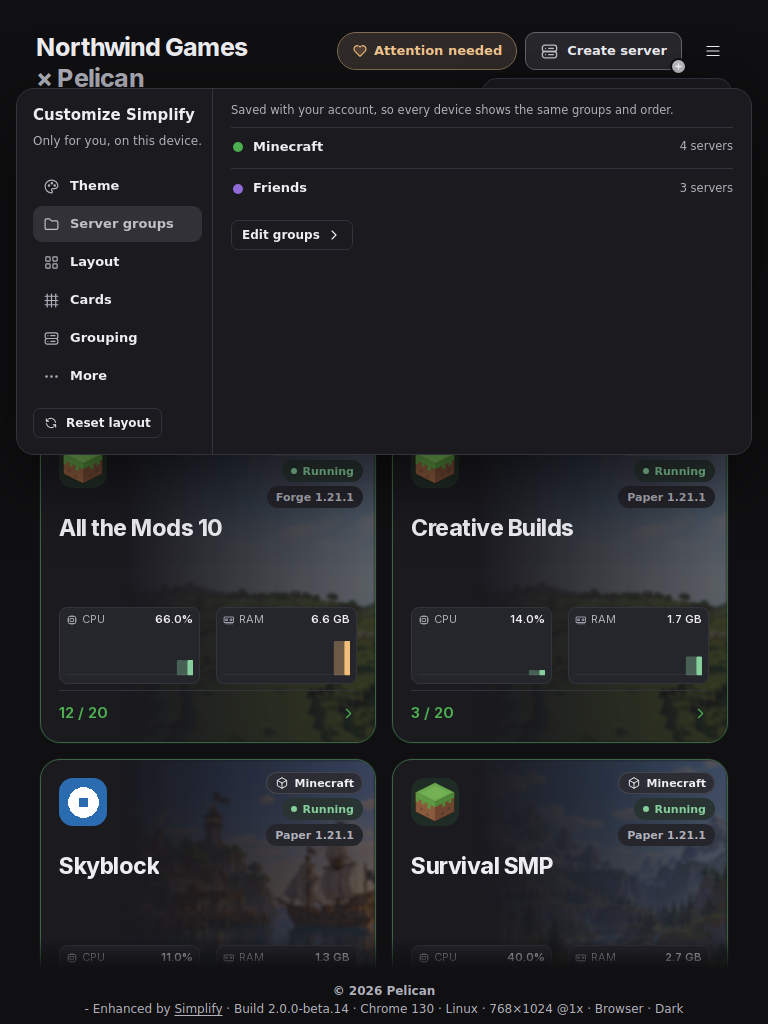 Northwind Games
× Pelican
Attention needed
Create server
Customize Simplify
Only for you, on this device.
Theme
Server groups
Layout
Cards
Grouping
More
Reset layout
Saved with your account, so every device shows the same groups and order.
Minecraft
4 servers
Friends
3 servers
Edit groups
Running
Forge 1.21.1
All the Mods 10
CPU 66.0%
RAM 6.6 GB
12 / 20
Running
Paper 1.21.1
Creative Builds
CPU 14.0%
RAM 1.7 GB
3 / 20
Minecraft
Running
Paper 1.21.1
Skyblock
CPU 11.0%
RAM 1.3 GB
Minecraft
Running
Paper 1.21.1
Survival SMP
CPU 40.0%
RAM 2.7 GB
© 2026 Pelican
- Enhanced by Simplify · Build 2.0.0-beta.14 · Chrome 130 · Linux · 768×1024 @1x · Browser · Dark